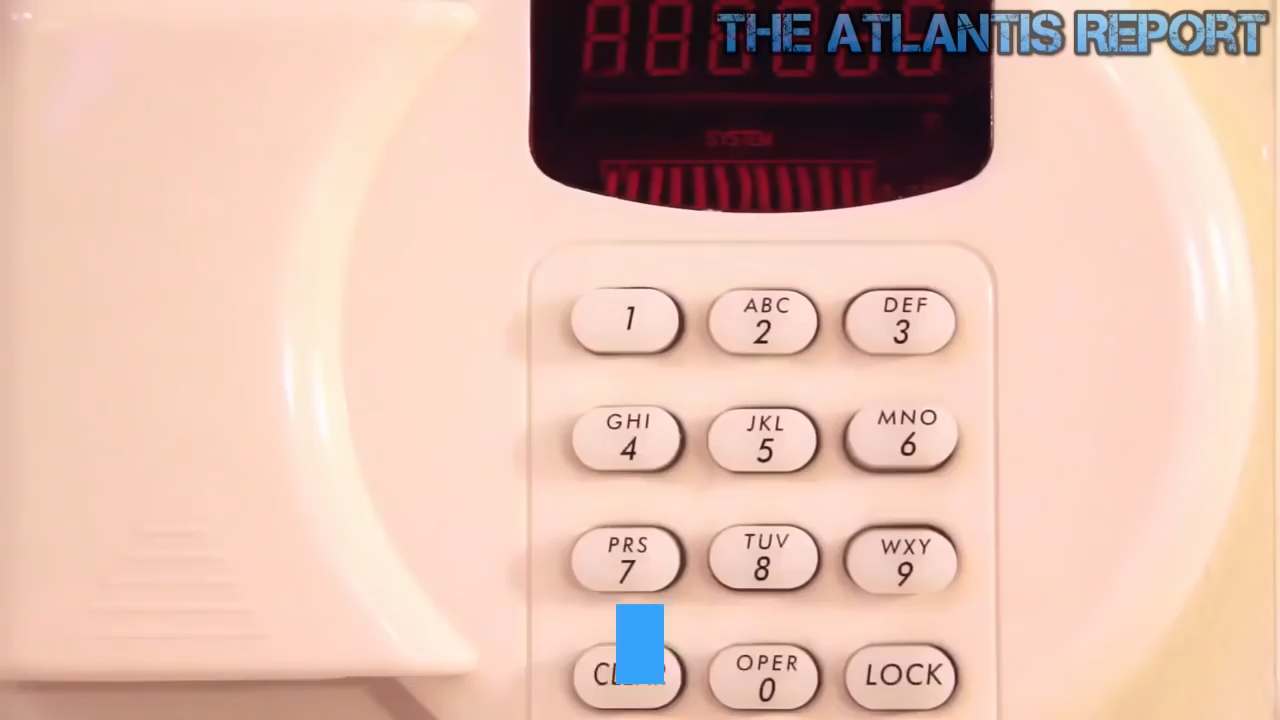 THE ATLANTIS REPORT
SYSTEM
1
ABC
2
DEF
3
GHI
4
JKL
5
MNO
6
PRS
7
TUV
8
WXY
9
OPER
0
LOCK